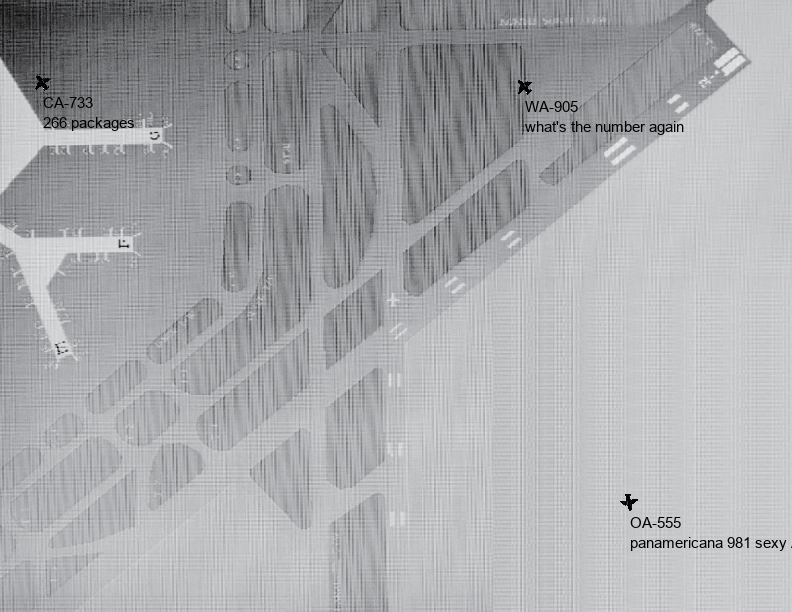 CA-733
266 packages
WA-905
what's the number again
OA-555
panamericana 981 sexy